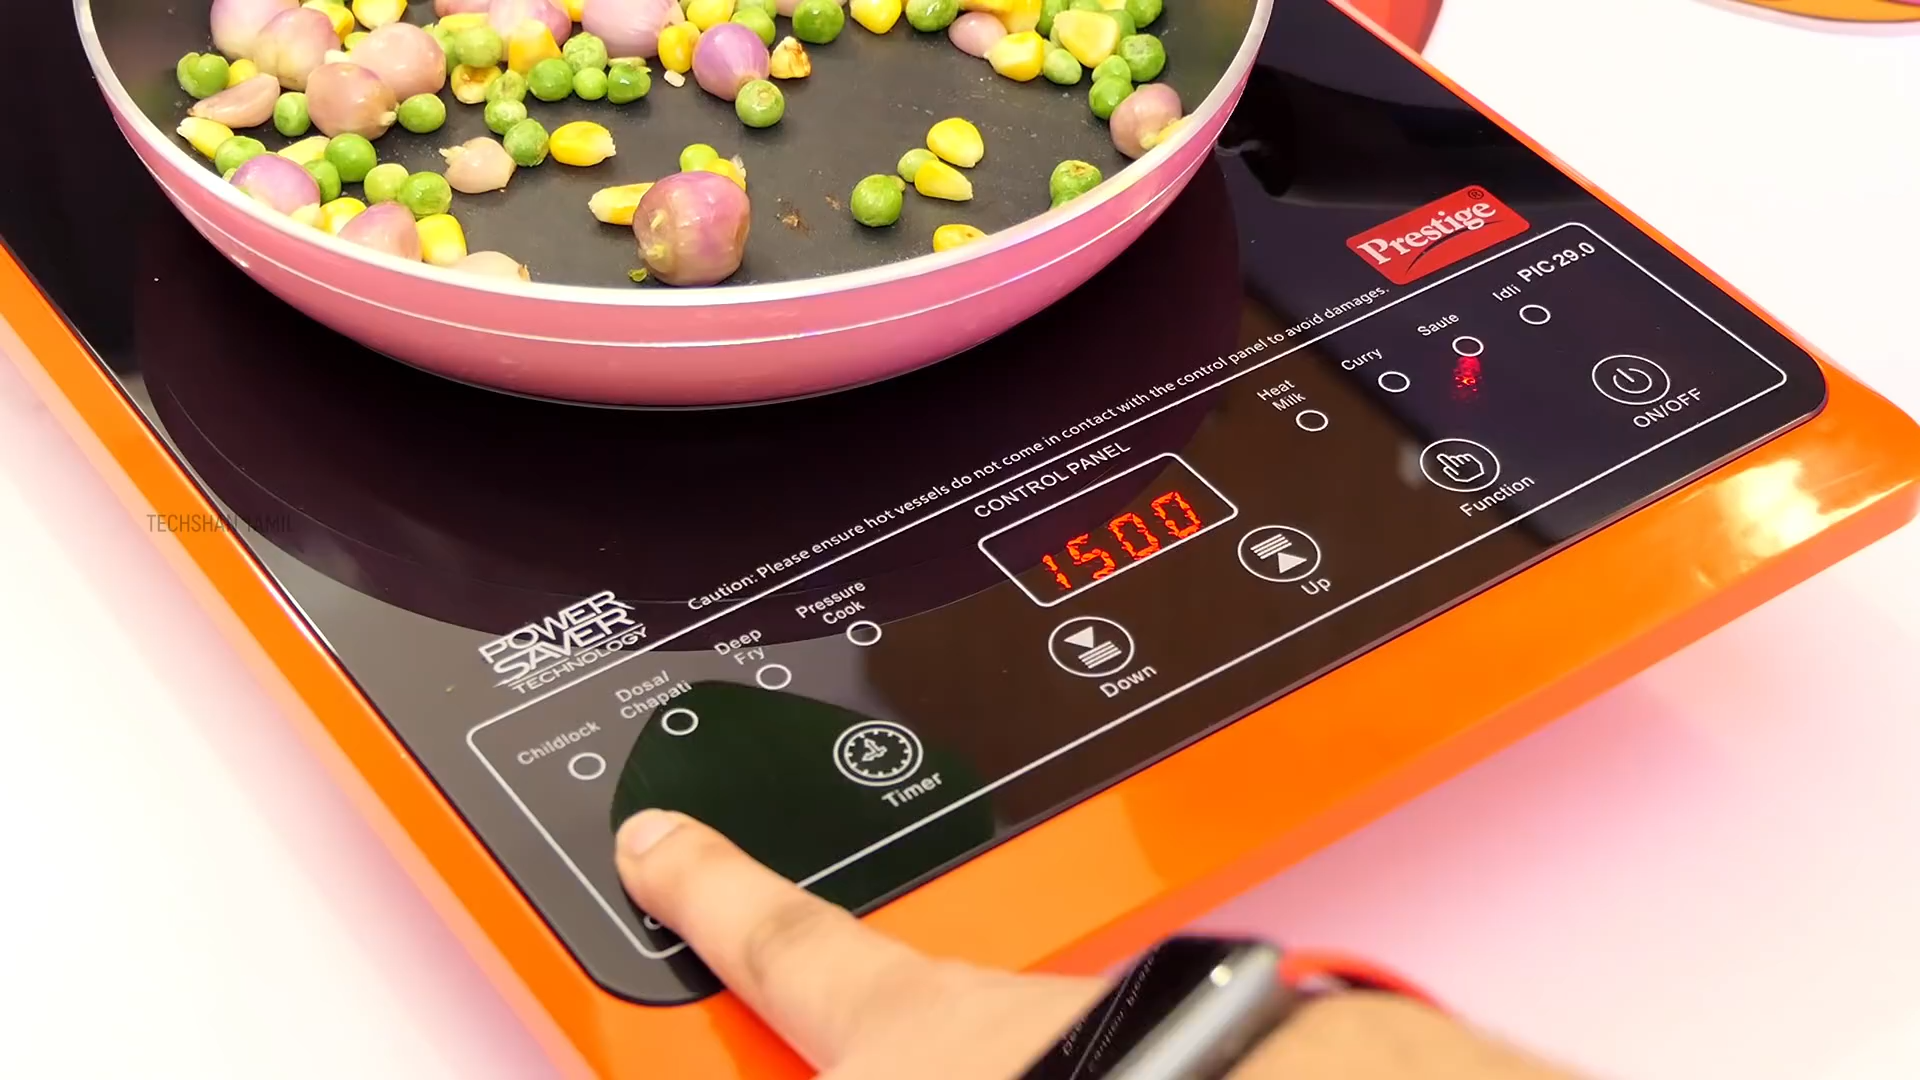 Prestige®
PIC 29.0
Idli
Saute
Curry
Heat
Milk
ON/OFF
Function
Caution: Please ensure hot vessels do not come in contact with the control panel to avoid damages.
CONTROL PANEL
1500
Up
Down
Pressure
Cook
Deep
Fry
Dosa/
Chapati
Childlock
Timer
POWER
SAVER
TECHNOLOGY
TECHSHAN TAMIL